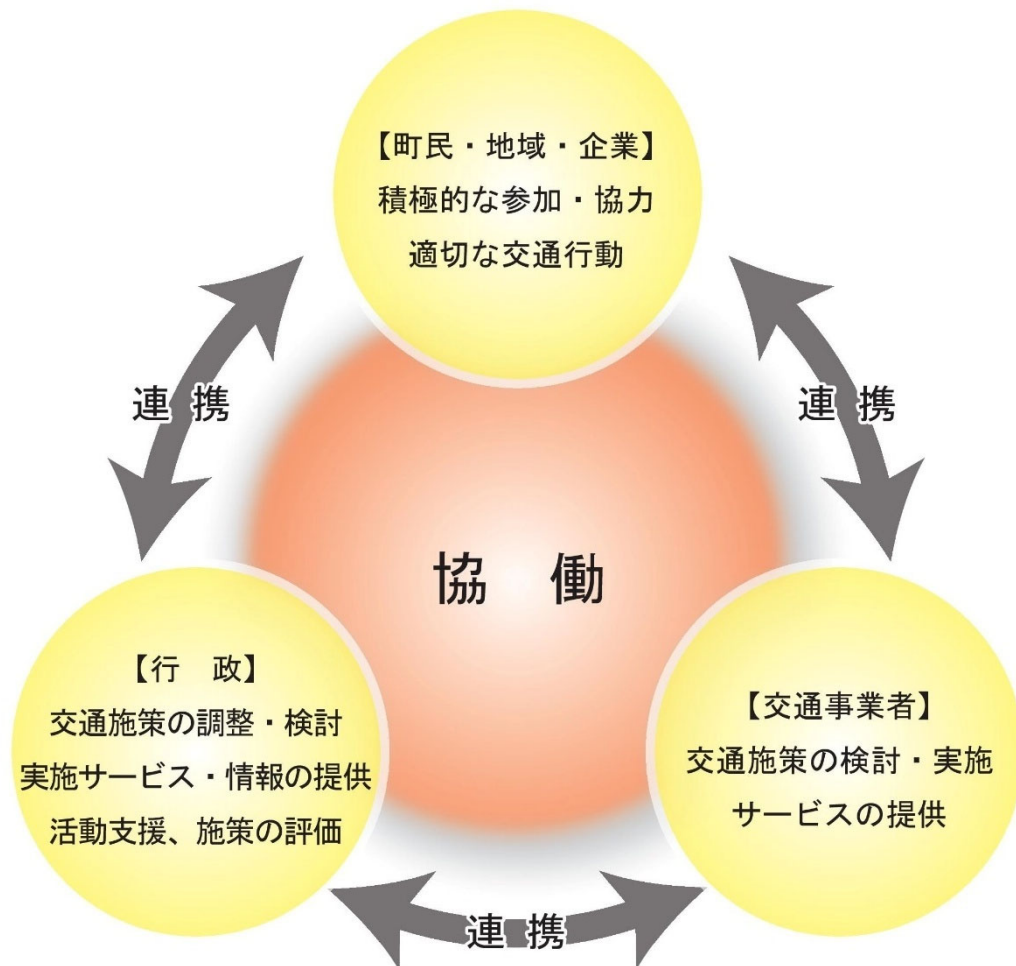 【町民・地域・企業】
積極的な参加・協力
適切な交通行動
連携
連携
協　働
【行　政】
交通施策の調整・検討
実施サービス・情報の提供
活動支援、施策の評価
【交通事業者】
交通施策の検討・実施
サービスの提供
連携